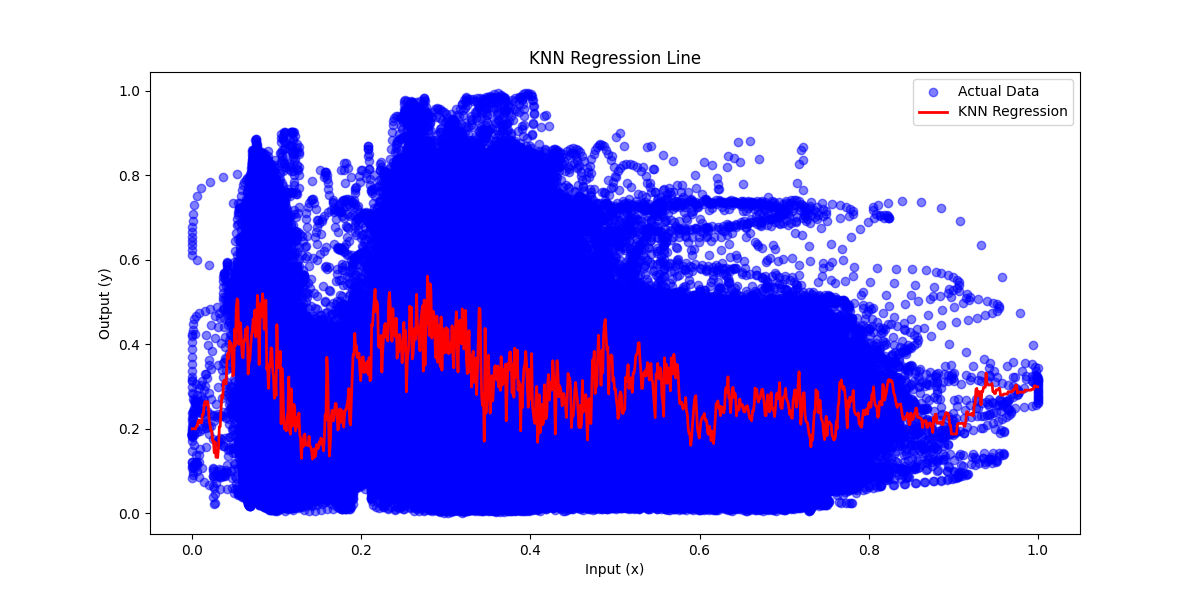 KNN Regression Line
Actual Data
KNN Regression
1.0
0.8
0.6
0.4
0.2
0.0
Output (y)
0.0 0.2 0.4 0.6 0.8 1.0
Input (x)